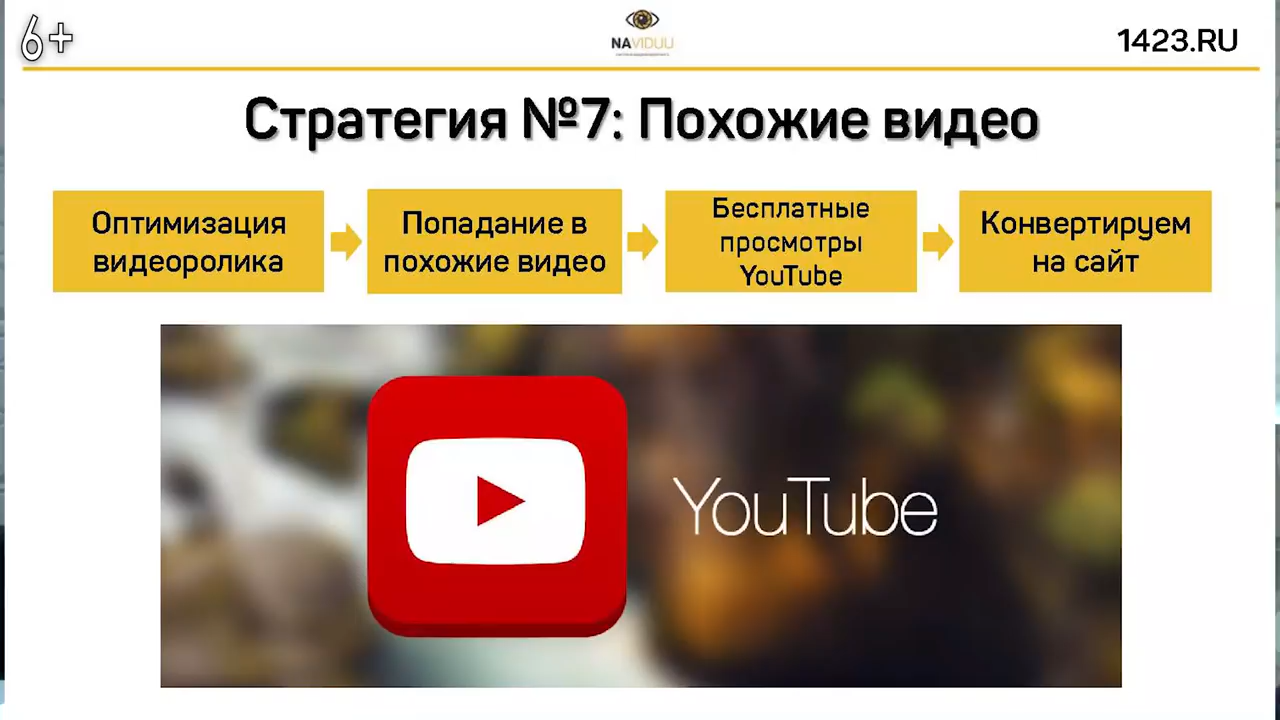 6+
NAVIDUU
1423.RU
Стратегия №7: Похожие видео
Оптимизация
видеоролика
Попадание в
похожие видео
Бесплатные
просмотры
YouTube
Конвертируем
на сайт
YouTube